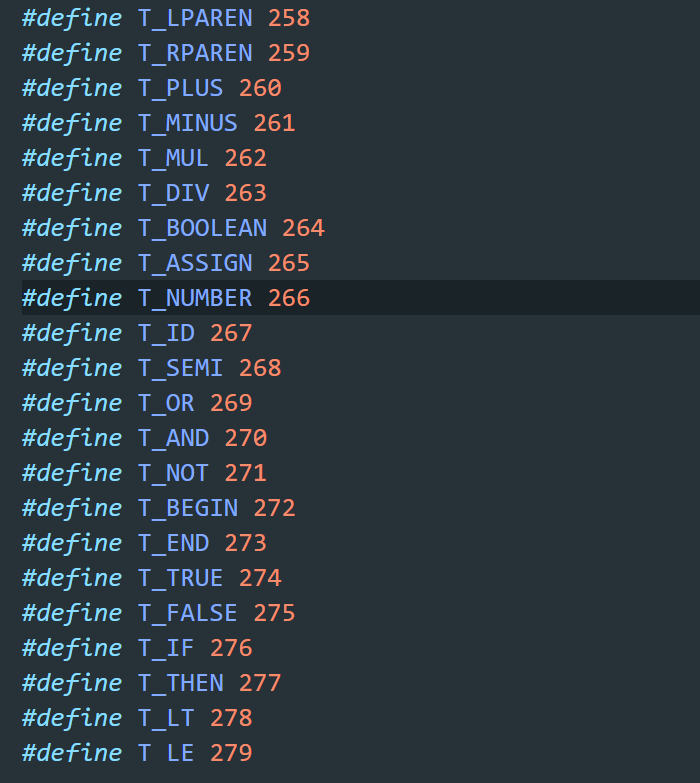 #define T_LPAREN 258
#define T_RPAREN 259
#define T_PLUS 260
#define T_MINUS 261
#define T_MUL 262
#define T_DIV 263
#define T_BOOLEAN 264
#define T_ASSIGN 265
#define T_NUMBER 266
#define T_ID 267
#define T_SEMI 268
#define T_OR 269
#define T_AND 270
#define T_NOT 271
#define T_BEGIN 272
#define T_END 273
#define T_TRUE 274
#define T_FALSE 275
#define T_IF 276
#define T_THEN 277
#define T_LT 278
#define T LE 279